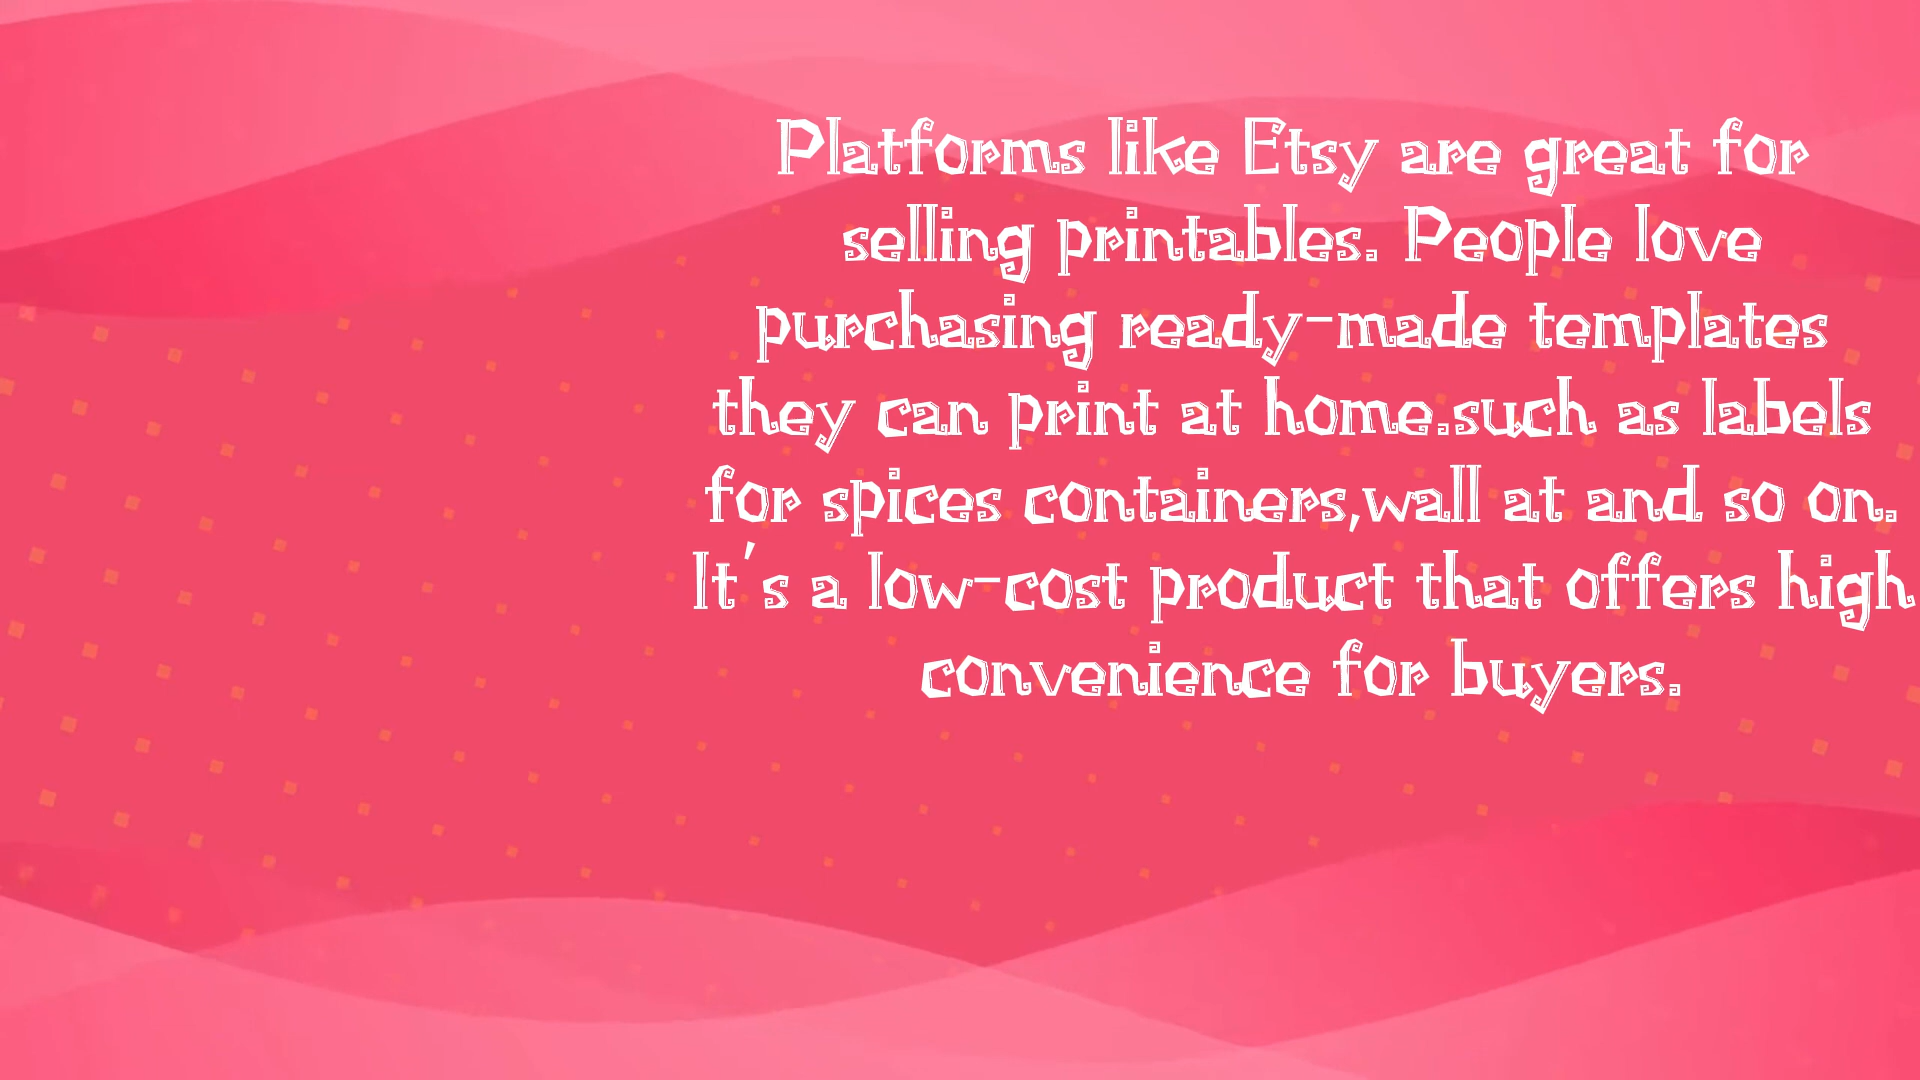 Platforms like Etsy are great for
selling printables. People love
purchasing ready-made templates
they can print at home.such as labels
for spices containers,wall at and so on.
It's a low-cost product that offers high
convenience for buyers.